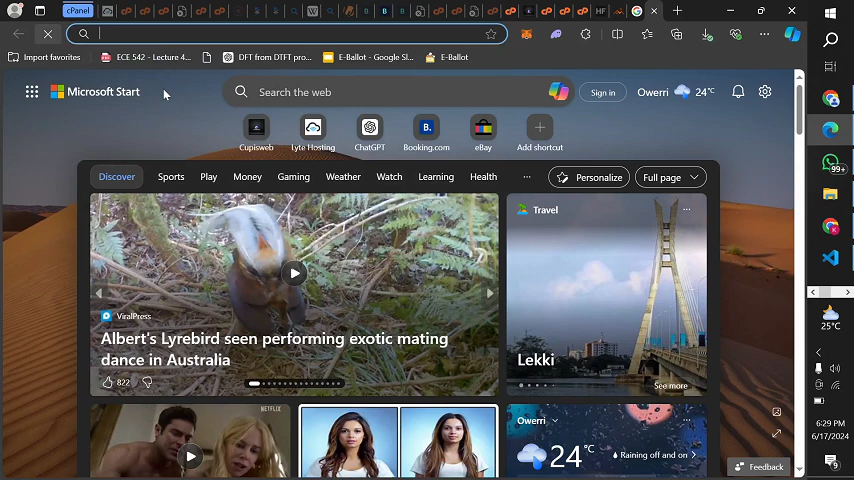 cPanel
Import favorites
ECE 542 - Lecture 4...
DFT from DTFT pro...
E-Ballot - Google Sl...
E-Ballot
Microsoft Start
Search the web
Sign in
Owerri
24°C
Cupisweb
Lyte Hosting
ChatGPT
Booking.com
eBay
Add shortcut
Discover
Sports
Play
Money
Gaming
Weather
Watch
Learning
Health
...
Personalize
Full page
ViralPress
Albert's Lyrebird seen performing exotic mating
dance in Australia
822
Travel
...
Lekki
See more
NETFLIX
Owerri
24°C
Raining off and on
Feedback
99+
25°C
6:29 PM
6/17/2024
9